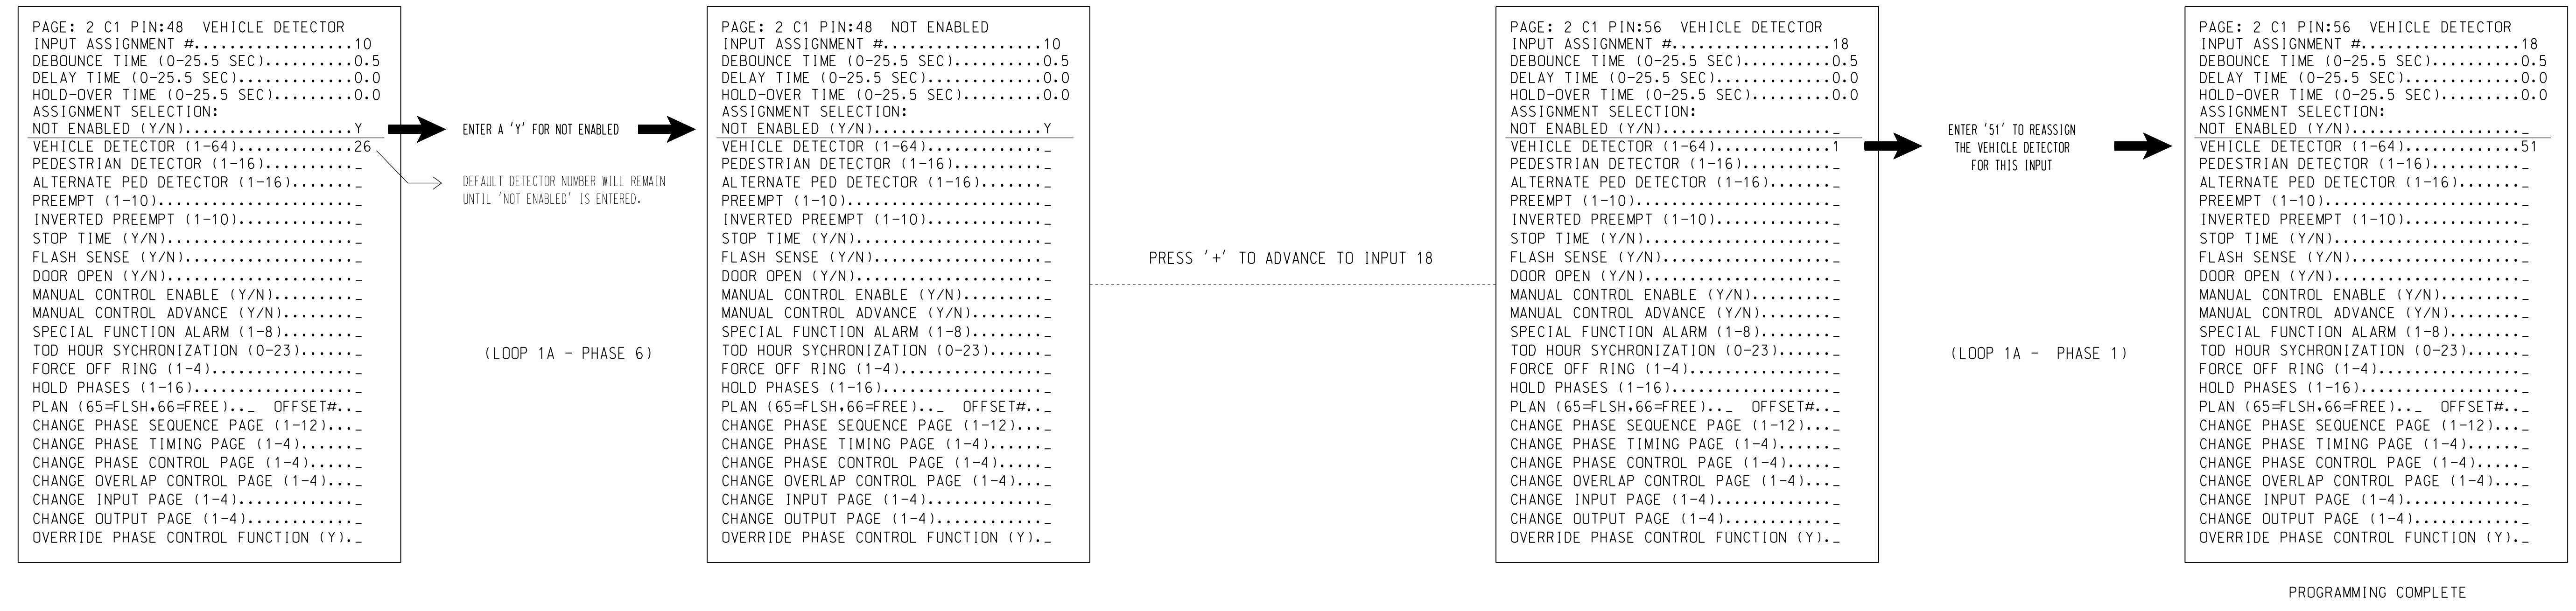 PAGE: 2 C1 PIN:48  VEHICLE DETECTOR
INPUT ASSIGNMENT #..................10
DEBOUNCE TIME (0-25.5 SEC)..........0.5
DELAY TIME (0-25.5 SEC).............0.0
HOLD-OVER TIME (0-25.5 SEC).........0.0
ASSIGNMENT SELECTION:
NOT ENABLED (Y/N)...................Y
VEHICLE DETECTOR (1-64).............26
PEDESTRIAN DETECTOR (1-16).........._
ALTERNATE PED DETECTOR (1-16)......._
PREEMPT (1-10)......................_
INVERTED PREEMPT (1-10)............._
STOP TIME (Y/N)....................._
FLASH SENSE (Y/N)..................._
DOOR OPEN (Y/N)....................._
MANUAL CONTROL ENABLE (Y/N)........._
MANUAL CONTROL ADVANCE (Y/N)........_
SPECIAL FUNCTION ALARM (1-8)........_
TOD HOUR SYCHRONIZATION (0-23)......_
FORCE OFF RING (1-4)................_
HOLD PHASES (1-16).................._
PLAN (65=FLSH,66=FREE).._  OFFSET#.._
CHANGE PHASE SEQUENCE PAGE (1-12)..._
CHANGE PHASE TIMING PAGE (1-4)......_
CHANGE PHASE CONTROL PAGE (1-4)....._
CHANGE OVERLAP CONTROL PAGE (1-4)..._
CHANGE INPUT PAGE (1-4)............._
CHANGE OUTPUT PAGE (1-4)............_
OVERRIDE PHASE CONTROL FUNCTION (Y)._
ENTER A 'Y' FOR NOT ENABLED
DEFAULT DETECTOR NUMBER WILL REMAIN
UNTIL 'NOT ENABLED' IS ENTERED.
(LOOP 1A - PHASE 6)
PAGE: 2 C1 PIN:48  NOT ENABLED
INPUT ASSIGNMENT #..................10
DEBOUNCE TIME (0-25.5 SEC)..........0.5
DELAY TIME (0-25.5 SEC).............0.0
HOLD-OVER TIME (0-25.5 SEC).........0.0
ASSIGNMENT SELECTION:
NOT ENABLED (Y/N)...................Y
VEHICLE DETECTOR (1-64)............._
PEDESTRIAN DETECTOR (1-16).........._
ALTERNATE PED DETECTOR (1-16)......._
PREEMPT (1-10)......................_
INVERTED PREEMPT (1-10)............._
STOP TIME (Y/N)....................._
FLASH SENSE (Y/N)..................._
DOOR OPEN (Y/N)....................._
MANUAL CONTROL ENABLE (Y/N)........._
MANUAL CONTROL ADVANCE (Y/N)........_
SPECIAL FUNCTION ALARM (1-8)........_
TOD HOUR SYCHRONIZATION (0-23)......_
FORCE OFF RING (1-4)................_
HOLD PHASES (1-16).................._
PLAN (65=FLSH,66=FREE).._  OFFSET#.._
CHANGE PHASE SEQUENCE PAGE (1-12)..._
CHANGE PHASE TIMING PAGE (1-4)......_
CHANGE PHASE CONTROL PAGE (1-4)....._
CHANGE OVERLAP CONTROL PAGE (1-4)..._
CHANGE INPUT PAGE (1-4)............._
CHANGE OUTPUT PAGE (1-4)............_
OVERRIDE PHASE CONTROL FUNCTION (Y)._
PRESS '+' TO ADVANCE TO INPUT 18
PAGE: 2 C1 PIN:56  VEHICLE DETECTOR
INPUT ASSIGNMENT #..................18
DEBOUNCE TIME (0-25.5 SEC)..........0.5
DELAY TIME (0-25.5 SEC).............0.0
HOLD-OVER TIME (0-25.5 SEC).........0.0
ASSIGNMENT SELECTION:
NOT ENABLED (Y/N)..................._
VEHICLE DETECTOR (1-64).............1
PEDESTRIAN DETECTOR (1-16).........._
ALTERNATE PED DETECTOR (1-16)......._
PREEMPT (1-10)......................_
INVERTED PREEMPT (1-10)............._
STOP TIME (Y/N)....................._
FLASH SENSE (Y/N)..................._
DOOR OPEN (Y/N)....................._
MANUAL CONTROL ENABLE (Y/N)........._
MANUAL CONTROL ADVANCE (Y/N)........_
SPECIAL FUNCTION ALARM (1-8)........_
TOD HOUR SYCHRONIZATION (0-23)......_
FORCE OFF RING (1-4)................_
HOLD PHASES (1-16).................._
PLAN (65=FLSH,66=FREE).._  OFFSET#.._
CHANGE PHASE SEQUENCE PAGE (1-12)..._
CHANGE PHASE TIMING PAGE (1-4)......_
CHANGE PHASE CONTROL PAGE (1-4)....._
CHANGE OVERLAP CONTROL PAGE (1-4)..._
CHANGE INPUT PAGE (1-4)............._
CHANGE OUTPUT PAGE (1-4)............_
OVERRIDE PHASE CONTROL FUNCTION (Y)._
ENTER '51' TO REASSIGN
THE VEHICLE DETECTOR
FOR THIS INPUT
(LOOP 1A -  PHASE 1)
PAGE: 2 C1 PIN:56  VEHICLE DETECTOR
INPUT ASSIGNMENT #..................18
DEBOUNCE TIME (0-25.5 SEC)..........0.5
DELAY TIME (0-25.5 SEC).............0.0
HOLD-OVER TIME (0-25.5 SEC).........0.0
ASSIGNMENT SELECTION:
NOT ENABLED (Y/N)..................._
VEHICLE DETECTOR (1-64).............51
PEDESTRIAN DETECTOR (1-16).........._
ALTERNATE PED DETECTOR (1-16)......._
PREEMPT (1-10)......................_
INVERTED PREEMPT (1-10)............._
STOP TIME (Y/N)....................._
FLASH SENSE (Y/N)..................._
DOOR OPEN (Y/N)....................._
MANUAL CONTROL ENABLE (Y/N)........._
MANUAL CONTROL ADVANCE (Y/N)........_
SPECIAL FUNCTION ALARM (1-8)........_
TOD HOUR SYCHRONIZATION (0-23)......_
FORCE OFF RING (1-4)................_
HOLD PHASES (1-16).................._
PLAN (65=FLSH,66=FREE).._  OFFSET#.._
CHANGE PHASE SEQUENCE PAGE (1-12)..._
CHANGE PHASE TIMING PAGE (1-4)......_
CHANGE PHASE CONTROL PAGE (1-4)....._
CHANGE OVERLAP CONTROL PAGE (1-4)..._
CHANGE INPUT PAGE (1-4)............._
CHANGE OUTPUT PAGE (1-4)............_
OVERRIDE PHASE CONTROL FUNCTION (Y)._
PROGRAMMING COMPLETE